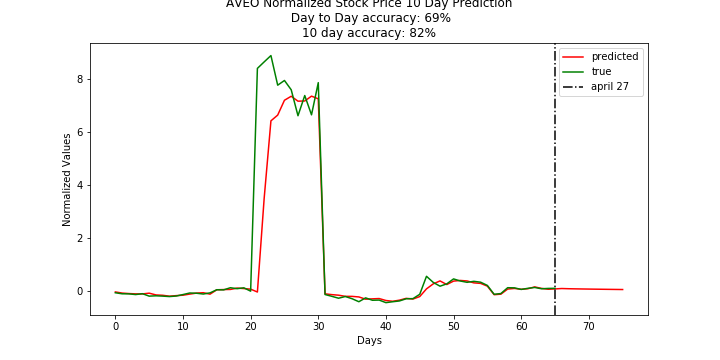 AVEO Normalized Stock Price 10 Day Prediction
Day to Day accuracy: 69%
10 day accuracy: 82%
predicted
true
april 27
Normalized Values
8
6
4
2
0
0 10 20 30 40 50 60 70
Days